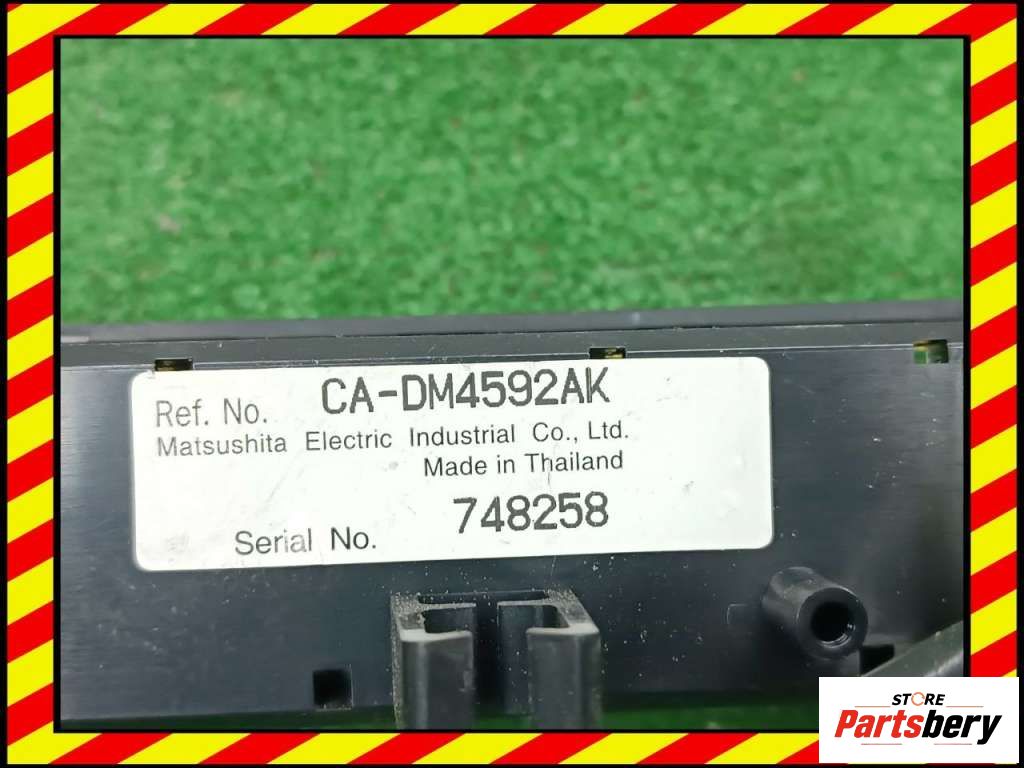 Ref. No. CA-DM4592AK
Matsushita Electric Industrial Co., Ltd.
Made in Thailand
Serial No. 748258
STORE
Partsbery